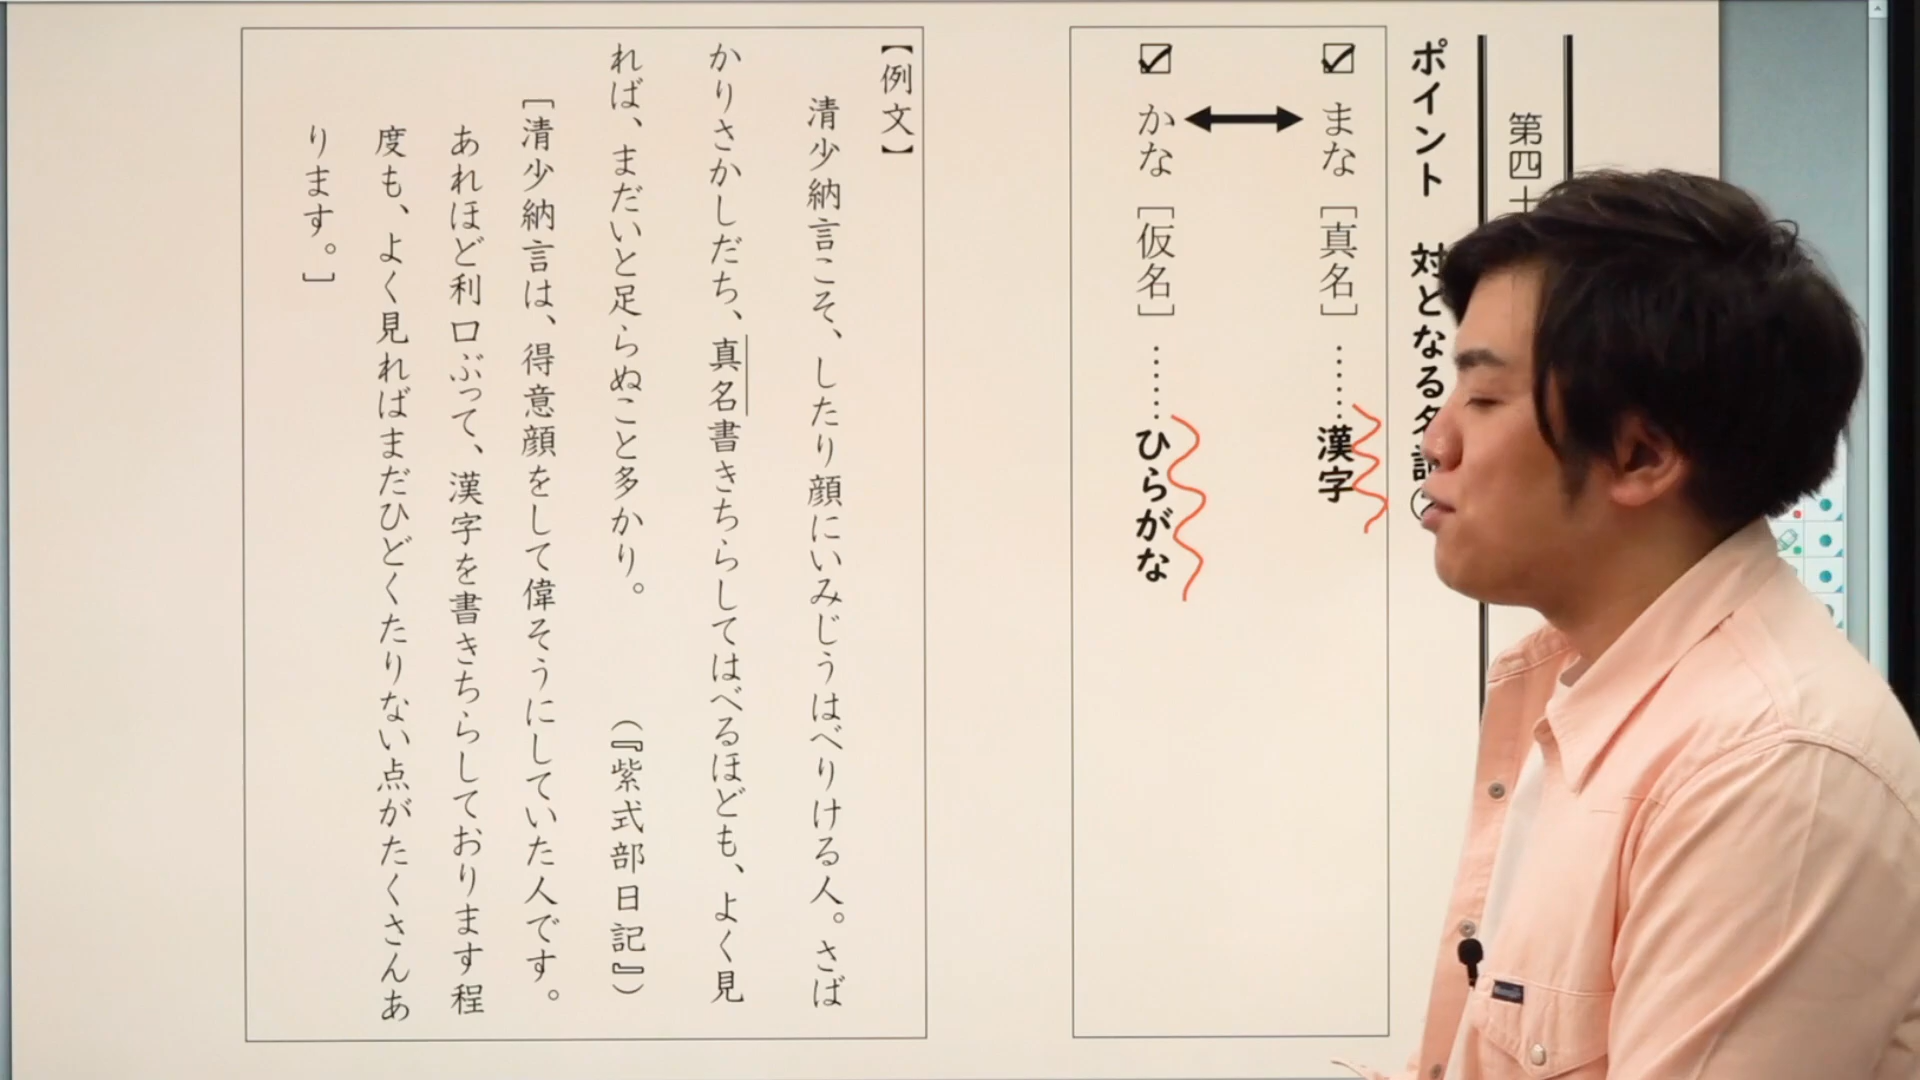 第四十
ポイント 対となる名詞
☑ まな[真名]……漢字
☑ かな[仮名]……ひらがな
【例文】
清少納言こそ、したり顔にいみじうはべりける人。さば
かりさかしだち、真名書きちらしてはべるほども、よく見
れば、まだいと足らぬこと多かり。 (『紫式部日記』)
[清少納言は、得意顔をして偉そうにしていた人です。
あれほど利口ぶって、漢字を書きちらしております程
度も、よく見ればまだひどくたりない点がたくさんあ
ります。]